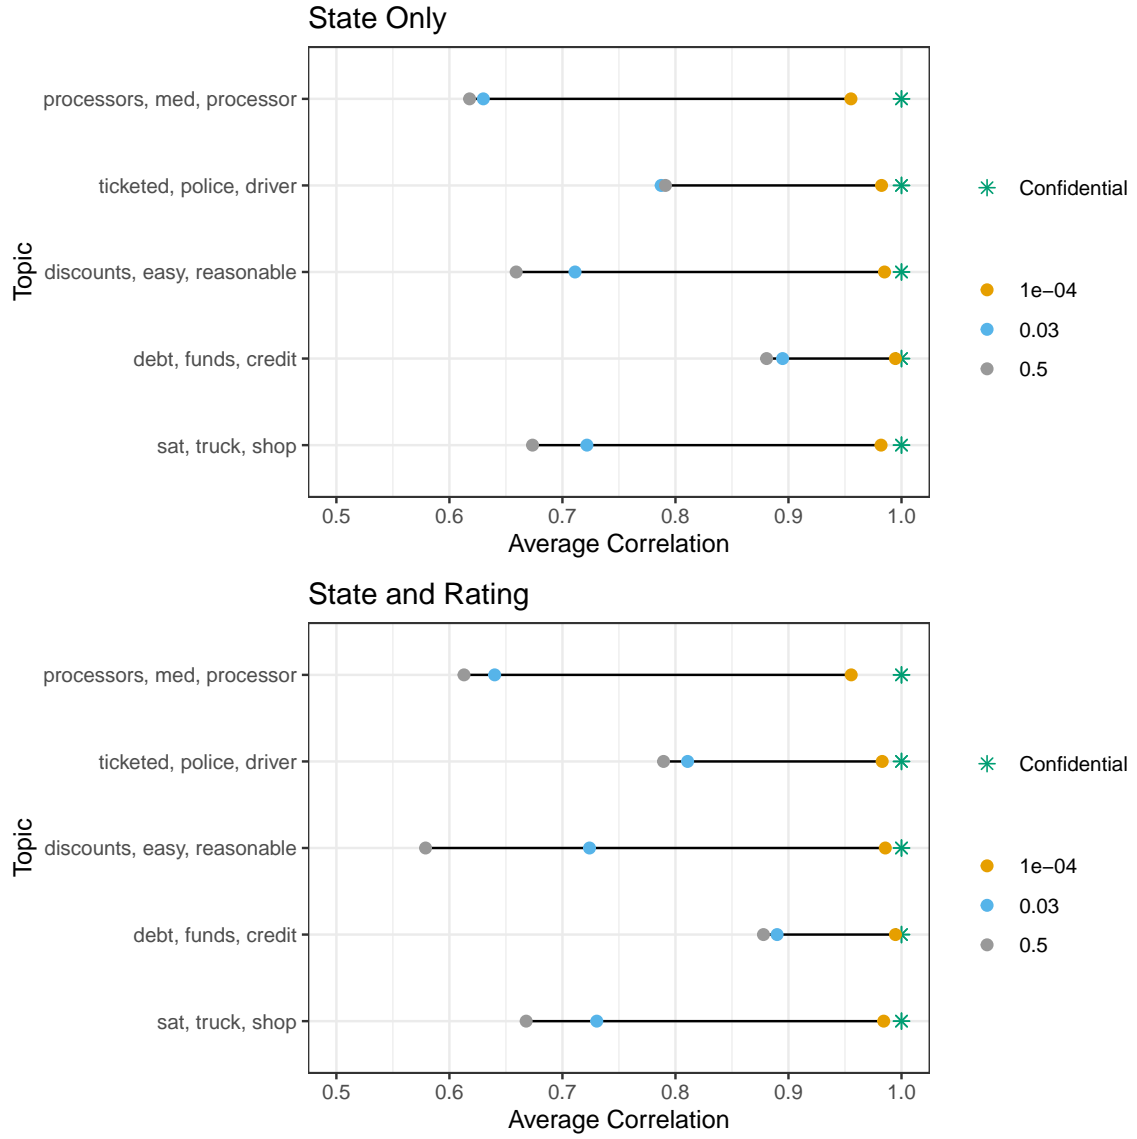 State Only
processors, med, processor
ticketed, police, driver
discounts, easy, reasonable
debt, funds, credit
sat, truck, shop
Topic
0.5 0.6 0.7 0.8 0.9 1.0
Average Correlation
Confidential
1e−04
0.03
0.5
State and Rating
processors, med, processor
ticketed, police, driver
discounts, easy, reasonable
debt, funds, credit
sat, truck, shop
Topic
0.5 0.6 0.7 0.8 0.9 1.0
Average Correlation
Confidential
1e−04
0.03
0.5